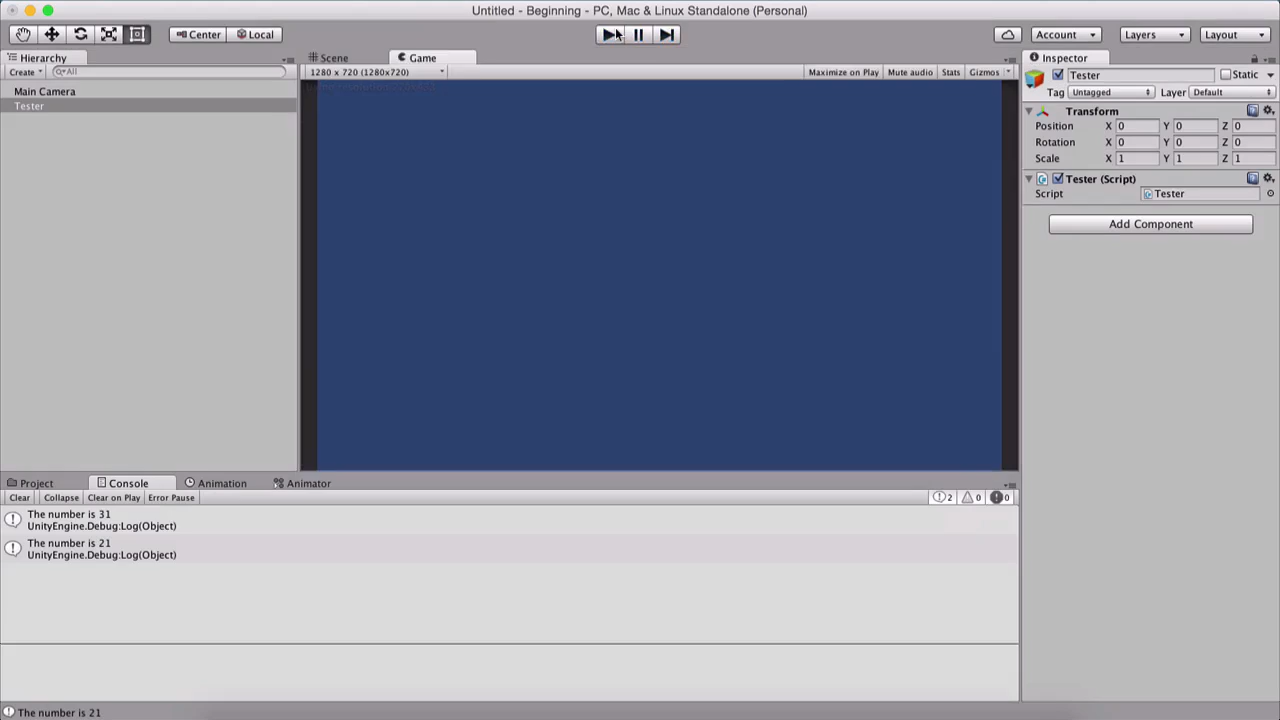 Untitled - Beginning - PC, Mac & Linux Standalone (Personal)
Center Local Account Layers Layout
Hierarchy Scene Game Inspector
Create All 1280 x 720 (1280x720) Maximize on Play Mute audio Stats Gizmos Tester Static
Main Camera Tag Untagged Layer Default
Tester
Transform
Position X 0 Y 0 Z 0
Rotation X 0 Y 0 Z 0
Scale X 1 Y 1 Z 1
Tester (Script)
Script Tester
Add Component
Project Console Animation Animator
Clear Collapse Clear on Play Error Pause 2 0 0
The number is 31
UnityEngine.Debug:Log(Object)
The number is 21
UnityEngine.Debug:Log(Object)
The number is 21